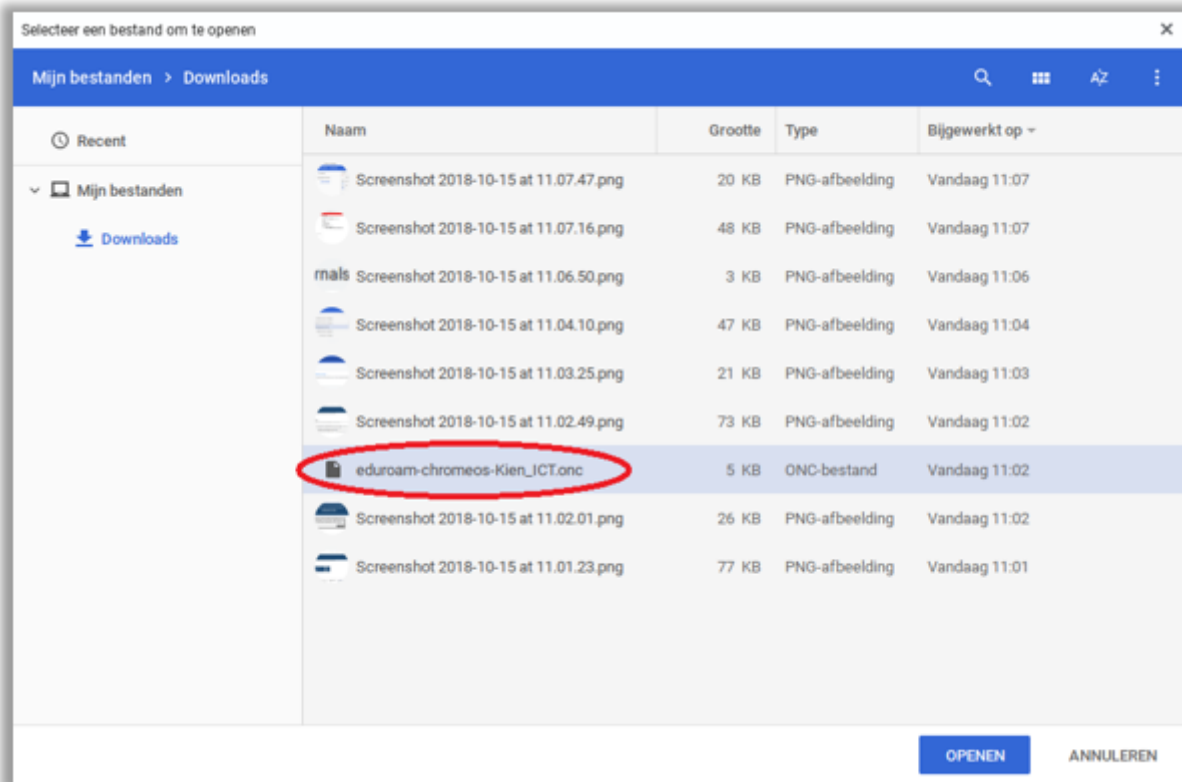 Selecteer een bestand om te openen
Mijn bestanden > Downloads
Recent
Mijn bestanden
Downloads
Naam Grootte Type Bijgewerkt op
Screenshot 2018-10-15 at 11.07.47.png 20 KB PNG-afbeelding Vandaag 11:07
Screenshot 2018-10-15 at 11.07.16.png 48 KB PNG-afbeelding Vandaag 11:07
rnals Screenshot 2018-10-15 at 11.06.50.png 3 KB PNG-afbeelding Vandaag 11:06
Screenshot 2018-10-15 at 11.04.10.png 47 KB PNG-afbeelding Vandaag 11:04
Screenshot 2018-10-15 at 11.03.25.png 21 KB PNG-afbeelding Vandaag 11:03
Screenshot 2018-10-15 at 11.02.49.png 73 KB PNG-afbeelding Vandaag 11:02
eduroam-chromeos-Kien_ICT.onc 5 KB ONC-bestand Vandaag 11:02
Screenshot 2018-10-15 at 11.02.01.png 26 KB PNG-afbeelding Vandaag 11:02
Screenshot 2018-10-15 at 11.01.23.png 77 KB PNG-afbeelding Vandaag 11:01
OPENEN ANNULEREN